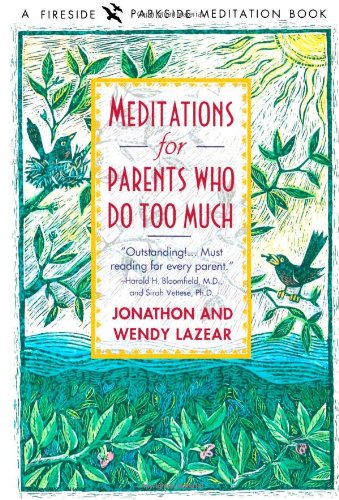 A FIRESIDE PARKSIDE MEDITATION BOOK
MEDITATIONS
for
PARENTS WHO
DO TOO MUCH
"Outstanding!... Must
reading for every parent."
-Harold H. Bloomfield, M.D.,
and Sirah Vettese, Ph.D.
JONATHON AND
WENDY LAZEAR